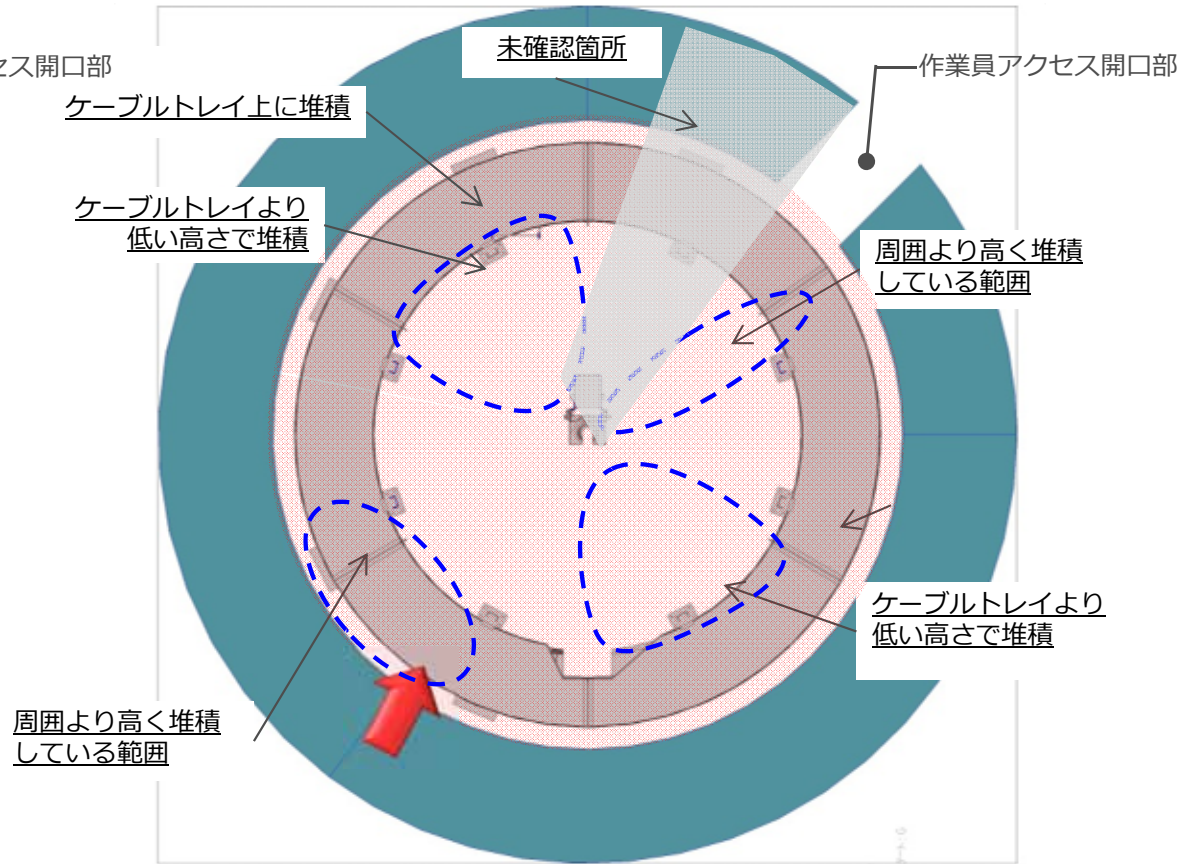 未確認箇所
セス開口部
作業員アクセス開口部
ケーブルトレイ上に堆積
ケーブルトレイより
低い高さで堆積
周囲より高く堆積
している範囲
ケーブルトレイより
低い高さで堆積
周囲より高く堆積
している範囲